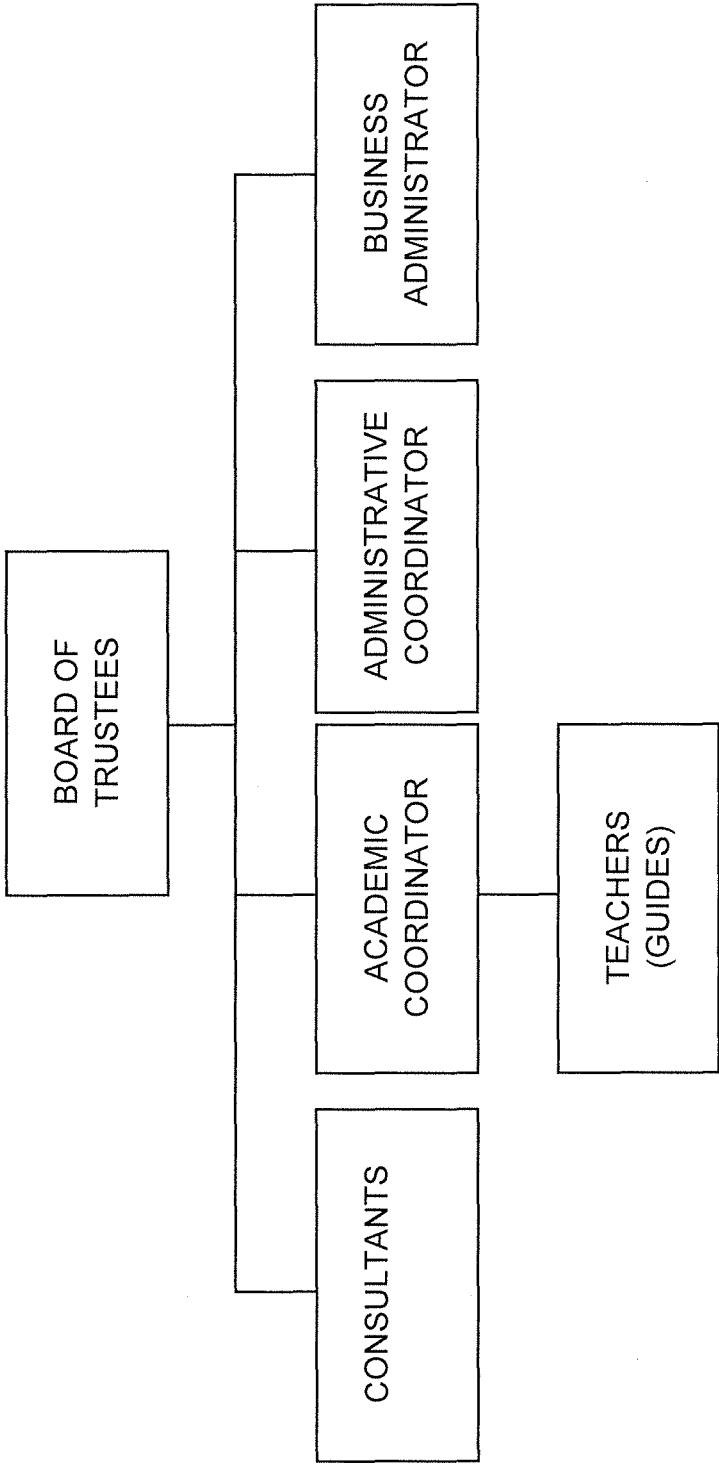 BOARD OF
TRUSTEES
CONSULTANTS
ACADEMIC
COORDINATOR
ADMINISTRATIVE
COORDINATOR
BUSINESS
ADMINISTRATOR
TEACHERS
(GUIDES)